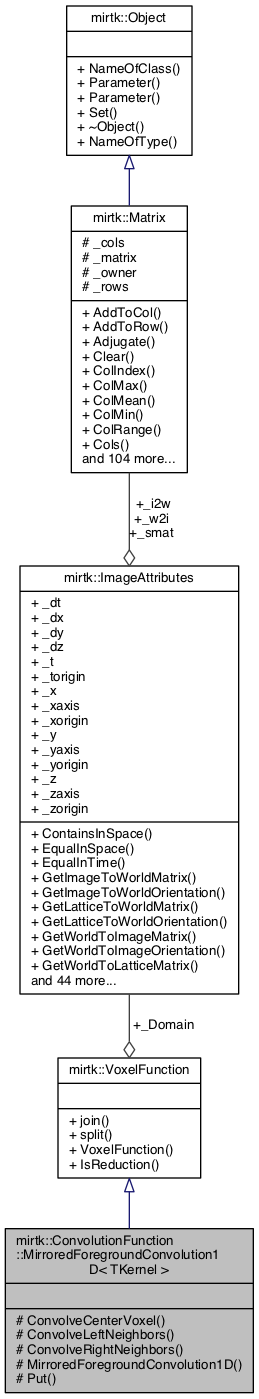 mirtk::Object
+ NameOfClass()
+ Parameter()
+ Parameter()
+ Set()
+ ~Object()
+ NameOfType()
mirtk::Matrix
# _cols
# _matrix
# _owner
# _rows
+ AddToCol()
+ AddToRow()
+ Adjugate()
+ Clear()
+ ColIndex()
+ ColMax()
+ ColMean()
+ ColMin()
+ ColRange()
+ Cols()
and 104 more...
+_i2w
+_w2i
+_smat
mirtk::ImageAttributes
+ _dt
+ _dx
+ _dy
+ _dz
+ _t
+ _torigin
+ _x
+ _xaxis
+ _xorigin
+ _y
+ _yaxis
+ _yorigin
+ _z
+ _zaxis
+ _zorigin
+ ContainsInSpace()
+ EqualInSpace()
+ EqualInTime()
+ GetImageToWorldMatrix()
+ GetImageToWorldOrientation()
+ GetLatticeToWorldMatrix()
+ GetLatticeToWorldOrientation()
+ GetWorldToImageMatrix()
+ GetWorldToImageOrientation()
+ GetWorldToLatticeMatrix()
and 44 more...
+_Domain
mirtk::VoxelFunction
+ join()
+ split()
+ VoxelFunction()
+ IsReduction()
mirtk::ConvolutionFunction
::MirroredForegroundConvolution1
D< TKernel >
# ConvolveCenterVoxel()
# ConvolveLeftNeighbors()
# ConvolveRightNeighbors()
# MirroredForegroundConvolution1D()
# Put()